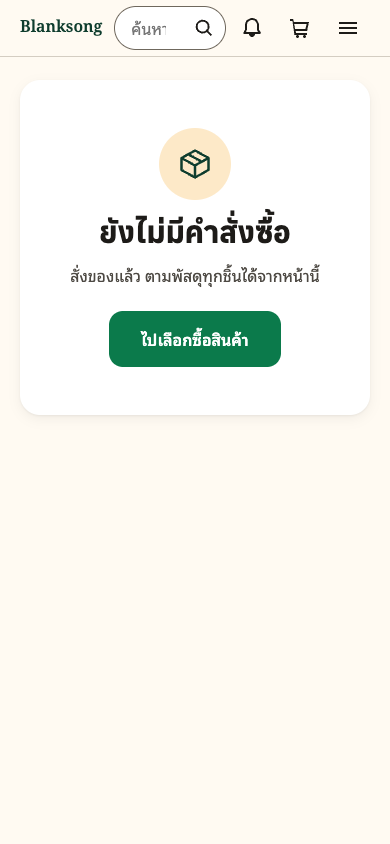 Blanksong
ค้นหา
ยังไม่มีคำสั่งซื้อ
สั่งของแล้ว ตามพัสดุทุกชิ้นได้จากหน้านี้
ไปเลือกซื้อสินค้า